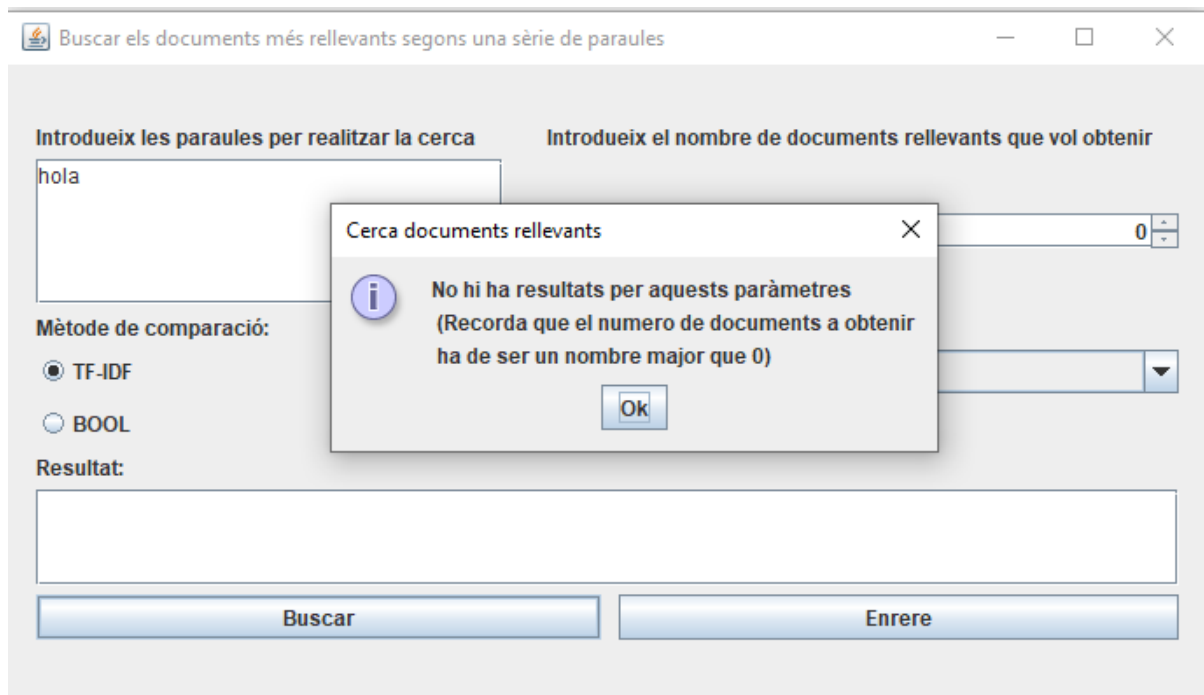 Buscar els documents més rellevants segons una sèrie de paraules
Introdueix les paraules per realitzar la cerca
Introdueix el nombre de documents rellevants que vol obtenir
hola
0
Cerca documents rellevants
No hi ha resultats per aquests paràmetres
(Recorda que el numero de documents a obtenir
ha de ser un nombre major que 0)
Ok
Mètode de comparació:
TF-IDF
BOOL
Resultat:
Buscar
Enrere